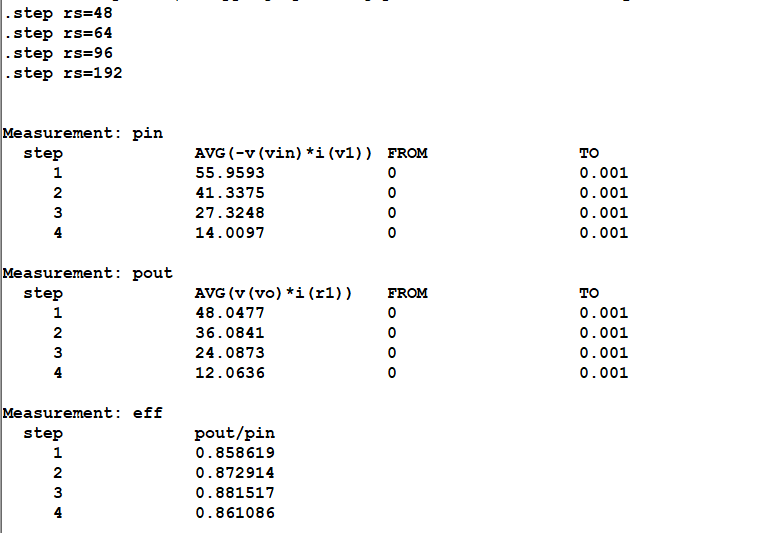 .step rs=48
.step rs=64
.step rs=96
.step rs=192
Measurement: pin
step AVG(-v(vin)*i(v1)) FROM TO
1 55.9593 0 0.001
2 41.3375 0 0.001
3 27.3248 0 0.001
4 14.0097 0 0.001
Measurement: pout
step AVG(v(vo)*i(r1)) FROM TO
1 48.0477 0 0.001
2 36.0841 0 0.001
3 24.0873 0 0.001
4 12.0636 0 0.001
Measurement: eff
step pout/pin
1 0.858619
2 0.872914
3 0.881517
4 0.861086